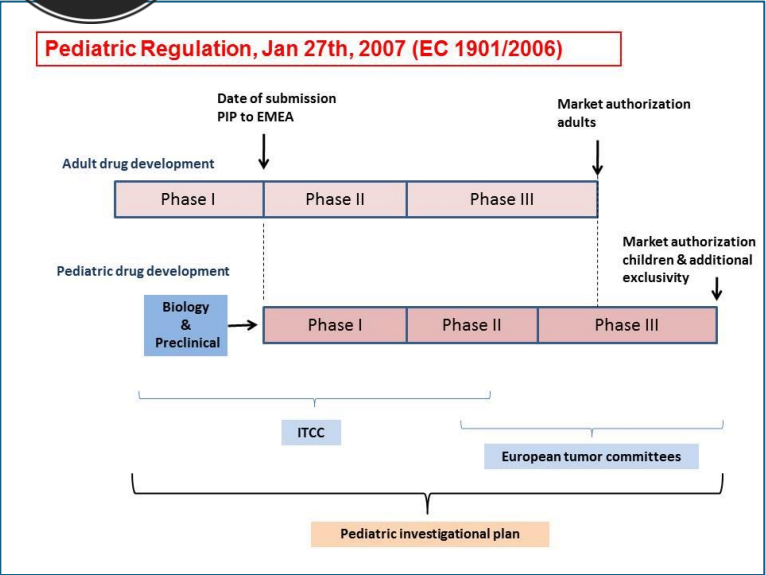 Pediatric Regulation, Jan 27th, 2007 (EC 1901/2006)
Date of submission
PIP to EMEA
Market authorization
adults
Adult drug development
Phase I
Phase II
Phase III
Market authorization
children & additional
exclusivity
Pediatric drug development
Biology
&
Preclinical
Phase I
Phase II
Phase III
ITCC
European tumor committees
Pediatric investigational plan